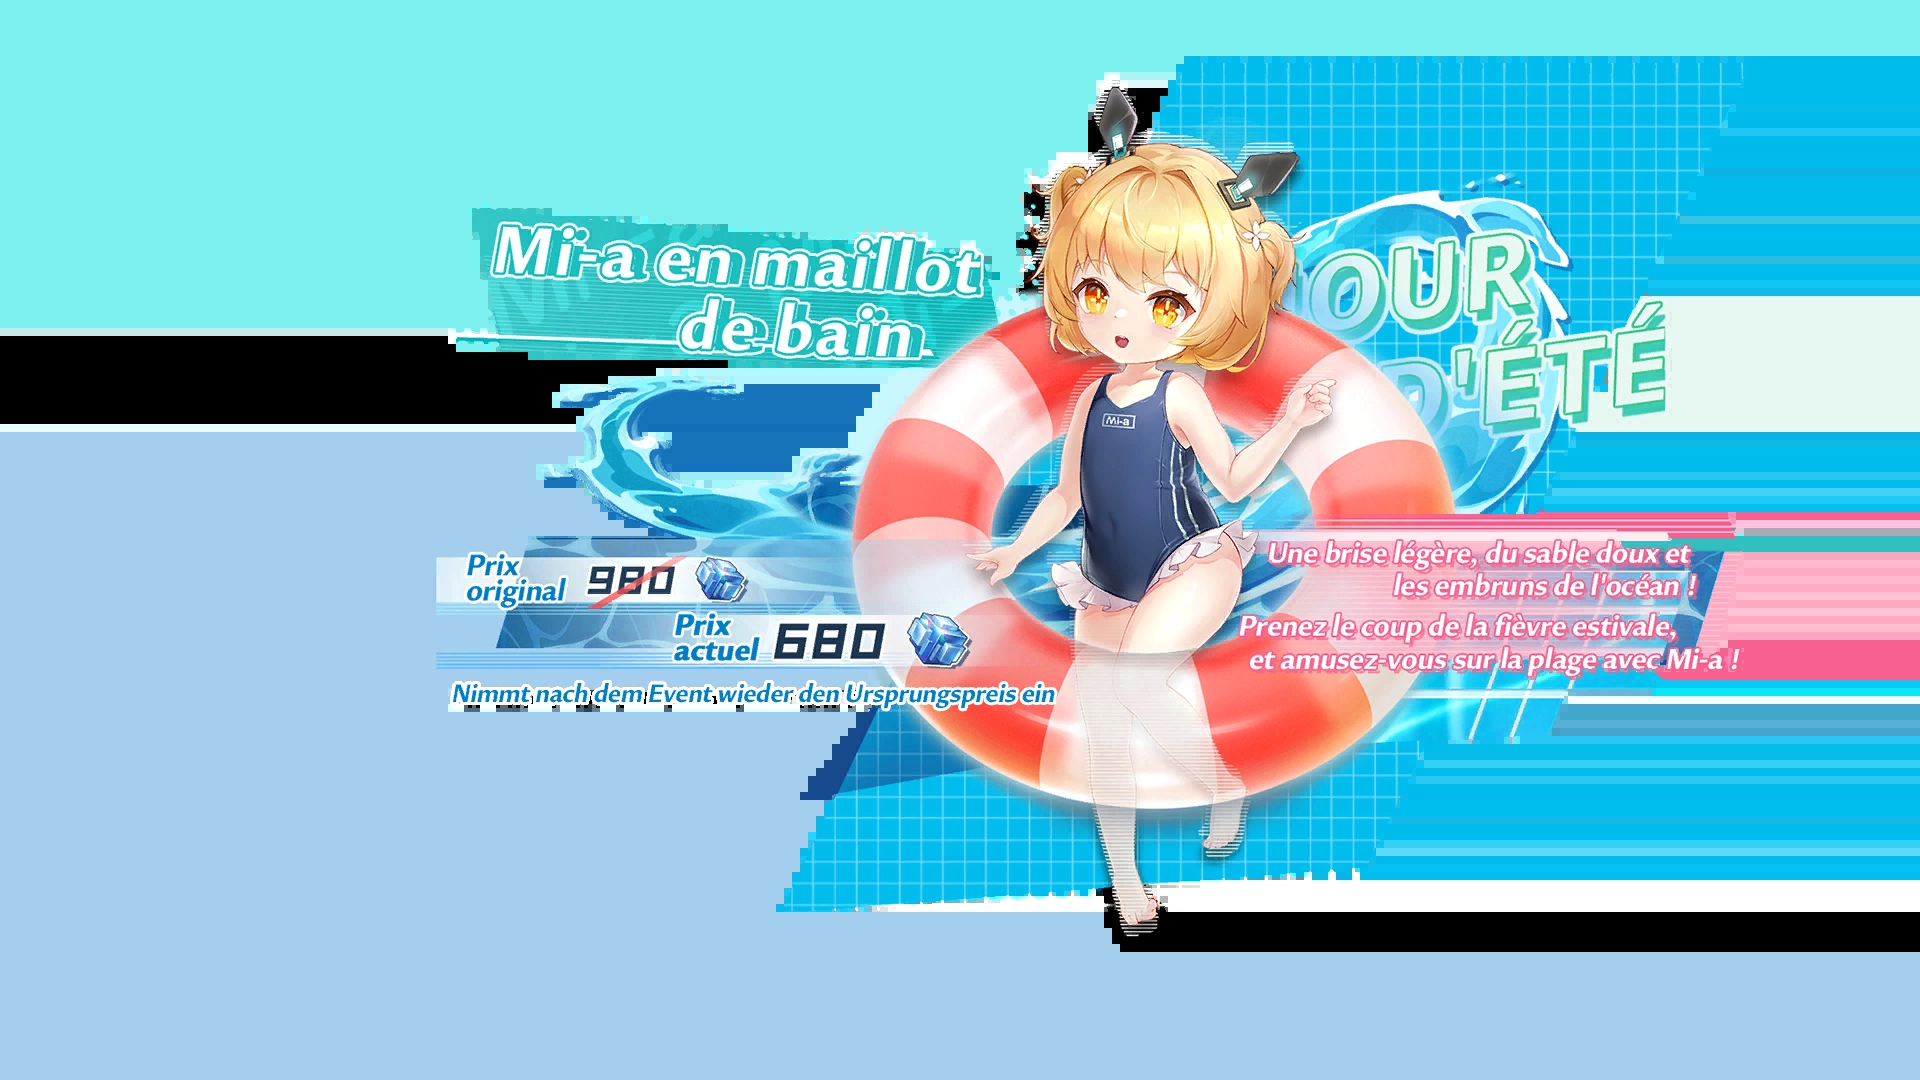 Mi-a en maillot
de bain
OUR
D'ÉTÉ
Mi-a
Prix
original 980
Prix
actuel 680
Nimmt nach dem Event wieder den Ursprungspreis ein
Une brise légère, du sable doux et
les embruns de l'océan !
Prenez le coup de la fièvre estivale,
et amusez-vous sur la plage avec Mi-a !